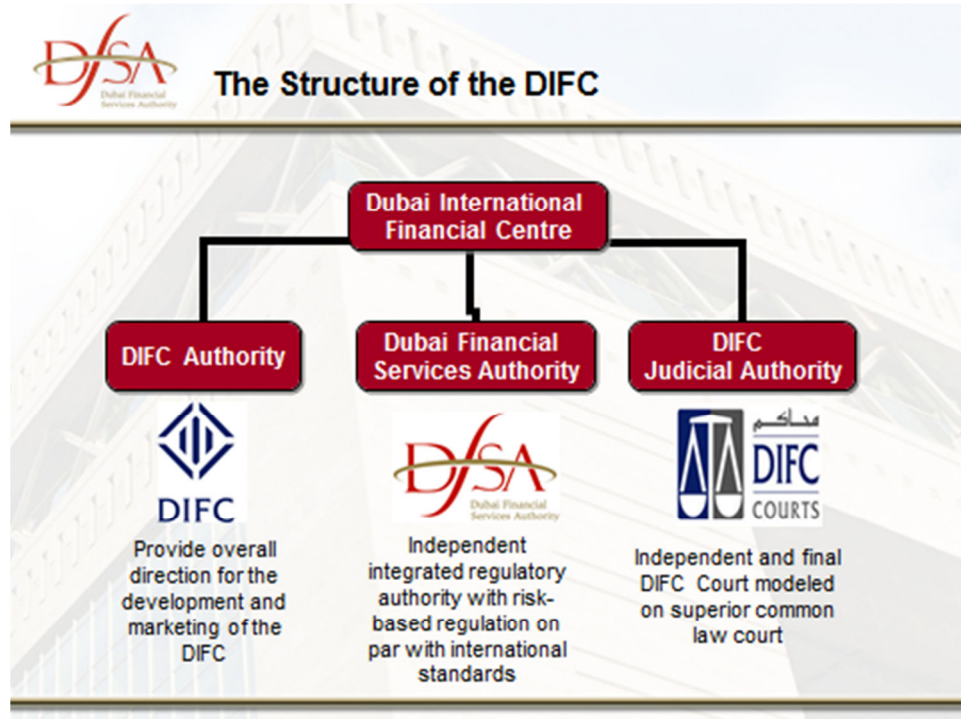 DFSA
Dubai Financial
Services Authority
The Structure of the DIFC
Dubai International
Financial Centre
DIFC Authority
Dubai Financial
Services Authority
DIFC
Judicial Authority
DIFC
Provide overall
direction for the
development and
marketing of the
DIFC
DFSA
Dubai Financial
Services Authority
Independent
integrated regulatory
authority with risk-
based regulation on
par with international
standards
محاكم
DIFC
COURTS
Independent and final
DIFC Court modeled
on superior common
law court